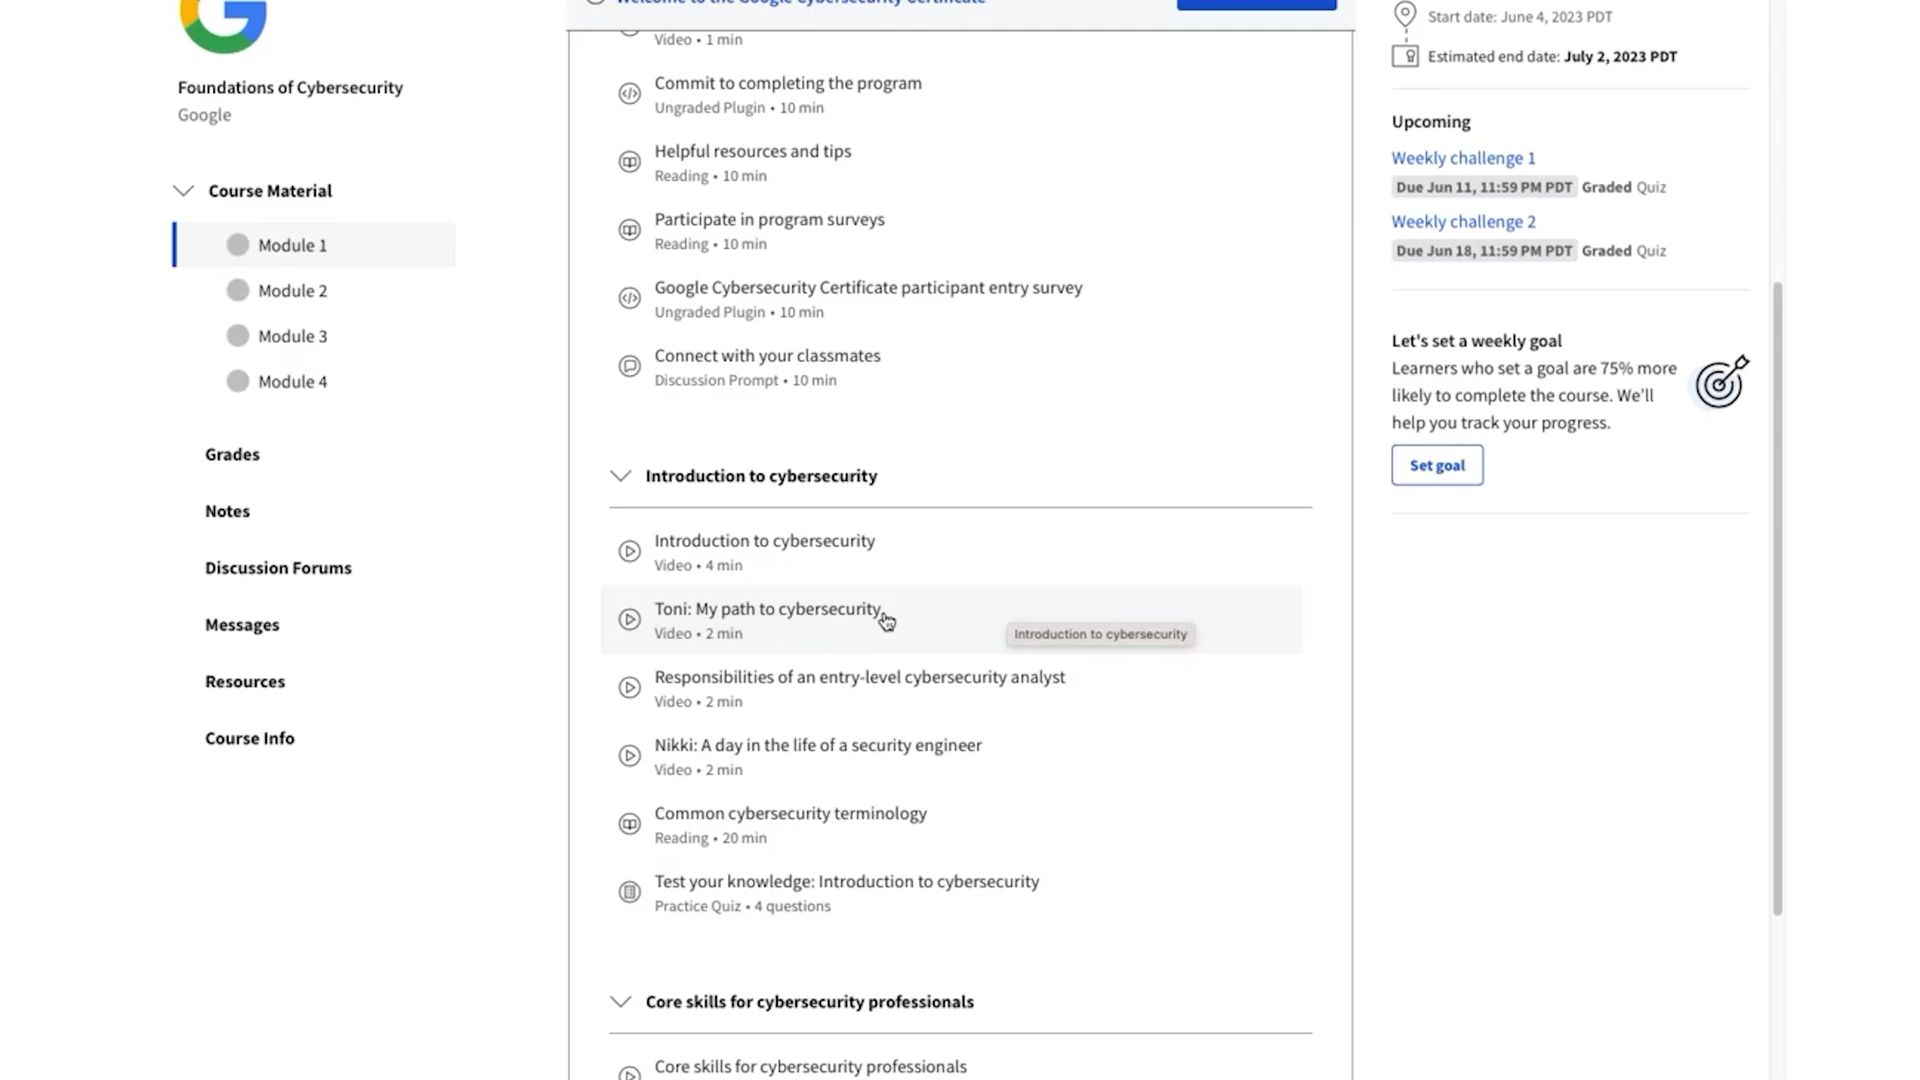 Foundations of Cybersecurity
Google
Course Material
Module 1
Module 2
Module 3
Module 4
Grades
Notes
Discussion Forums
Messages
Resources
Course Info
Welcome to the Google Cybersecurity Certificate
Video • 1 min
Commit to completing the program
Ungraded Plugin • 10 min
Helpful resources and tips
Reading • 10 min
Participate in program surveys
Reading • 10 min
Google Cybersecurity Certificate participant entry survey
Ungraded Plugin • 10 min
Connect with your classmates
Discussion Prompt • 10 min
Introduction to cybersecurity
Introduction to cybersecurity
Video • 4 min
Toni: My path to cybersecurity
Video • 2 min
Introduction to cybersecurity
Responsibilities of an entry-level cybersecurity analyst
Video • 2 min
Nikki: A day in the life of a security engineer
Video • 2 min
Common cybersecurity terminology
Reading • 20 min
Test your knowledge: Introduction to cybersecurity
Practice Quiz • 4 questions
Core skills for cybersecurity professionals
Core skills for cybersecurity professionals
Start date: June 4, 2023 PDT
Estimated end date: July 2, 2023 PDT
Upcoming
Weekly challenge 1
Due Jun 11, 11:59 PM PDT Graded Quiz
Weekly challenge 2
Due Jun 18, 11:59 PM PDT Graded Quiz
Let's set a weekly goal
Learners who set a goal are 75% more
likely to complete the course. We'll
help you track your progress.
Set goal